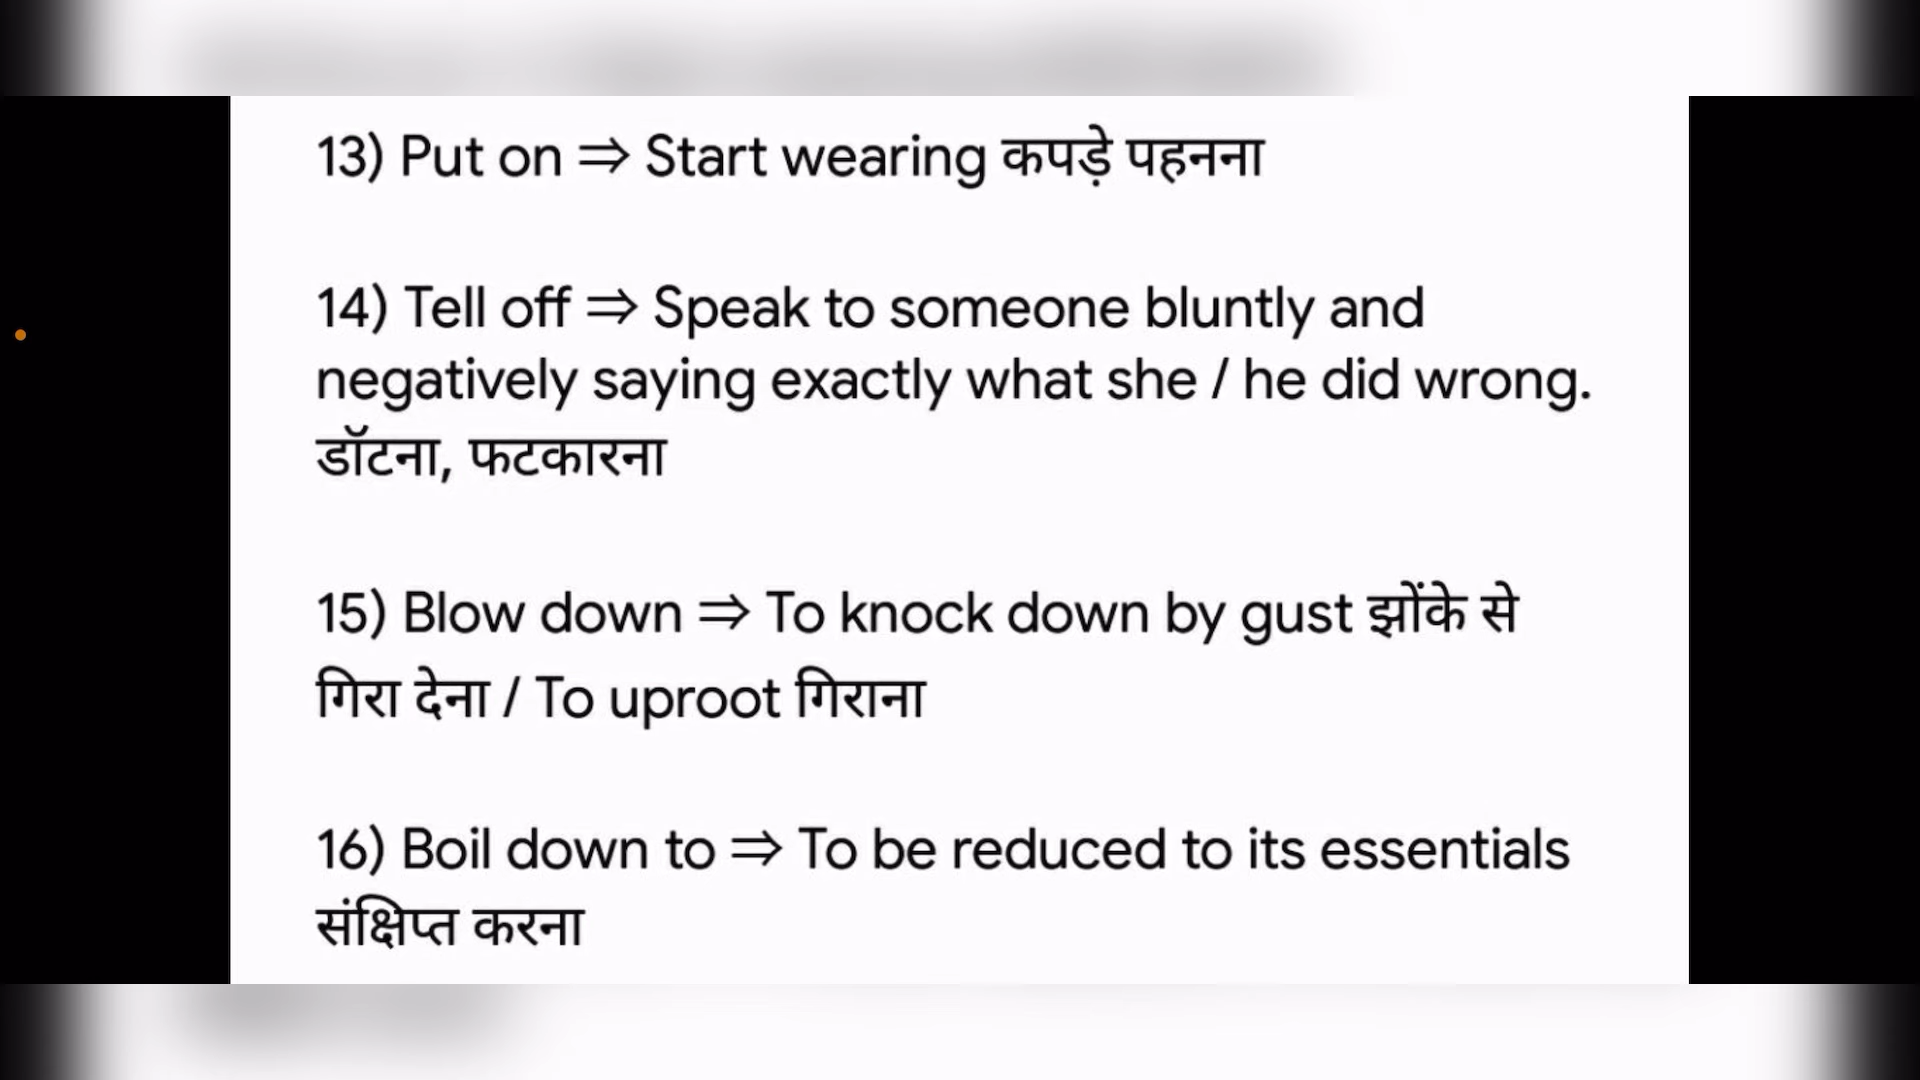 13) Put on ⇒ Start wearing कपड़े पहनना
14) Tell off ⇒ Speak to someone bluntly and
negatively saying exactly what she / he did wrong.
डॉटना, फटकारना
15) Blow down ⇒ To knock down by gust झोंके से
गिरा देना / To uproot गिराना
16) Boil down to ⇒ To be reduced to its essentials
संक्षिप्त करना